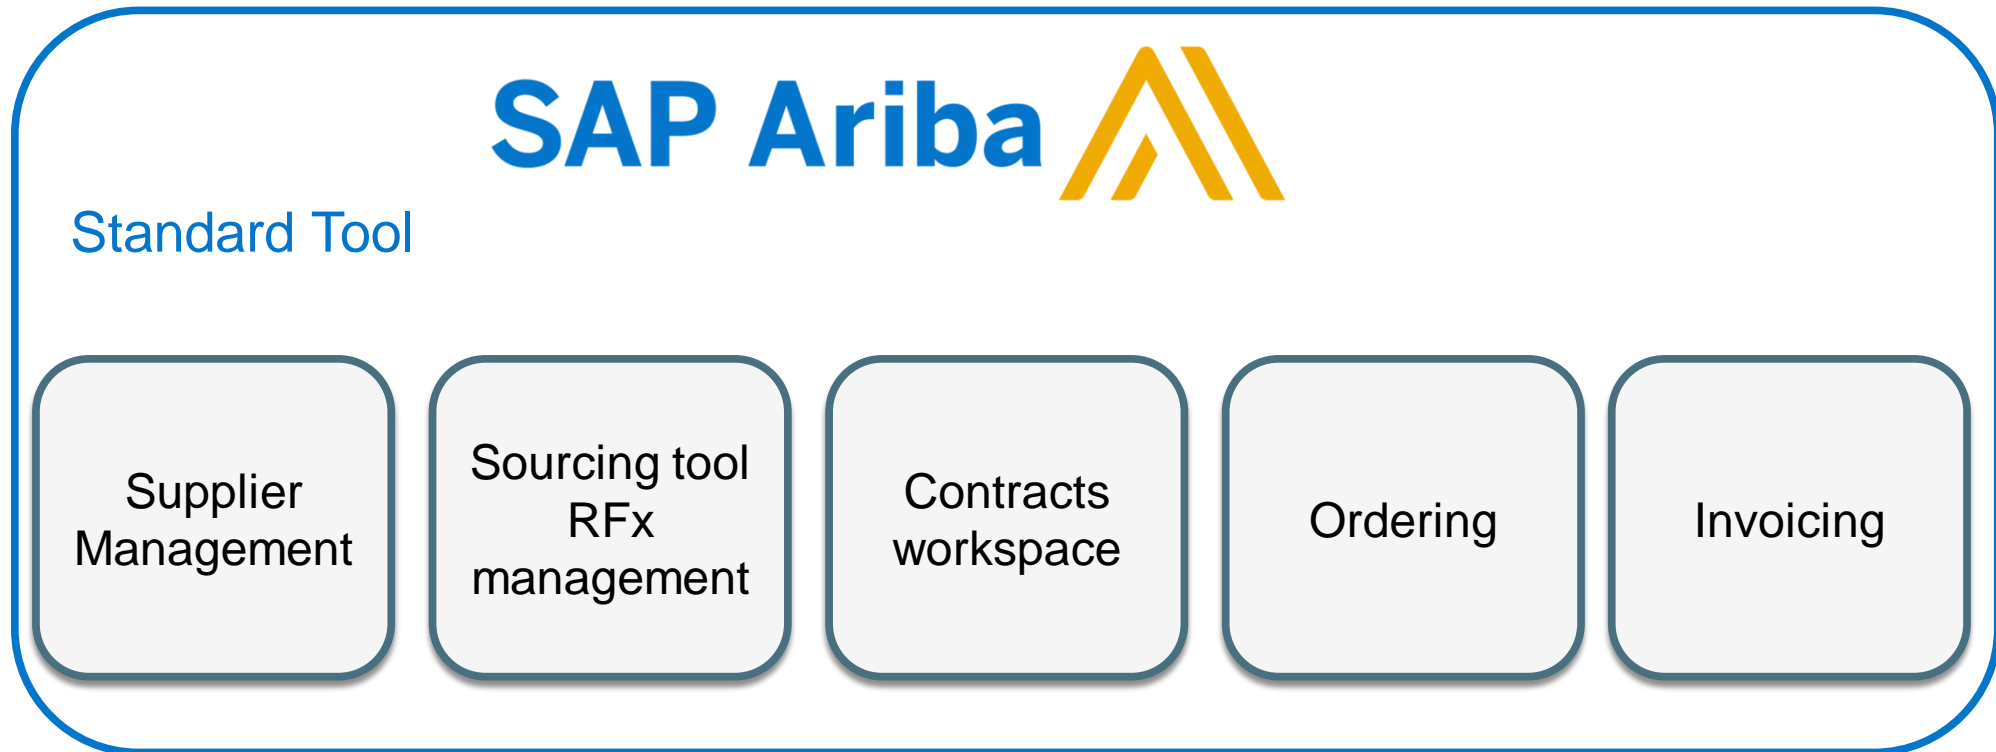 SAP Ariba
Standard Tool
Supplier
Management
Sourcing tool
RFx
management
Contracts
workspace
Ordering
Invoicing